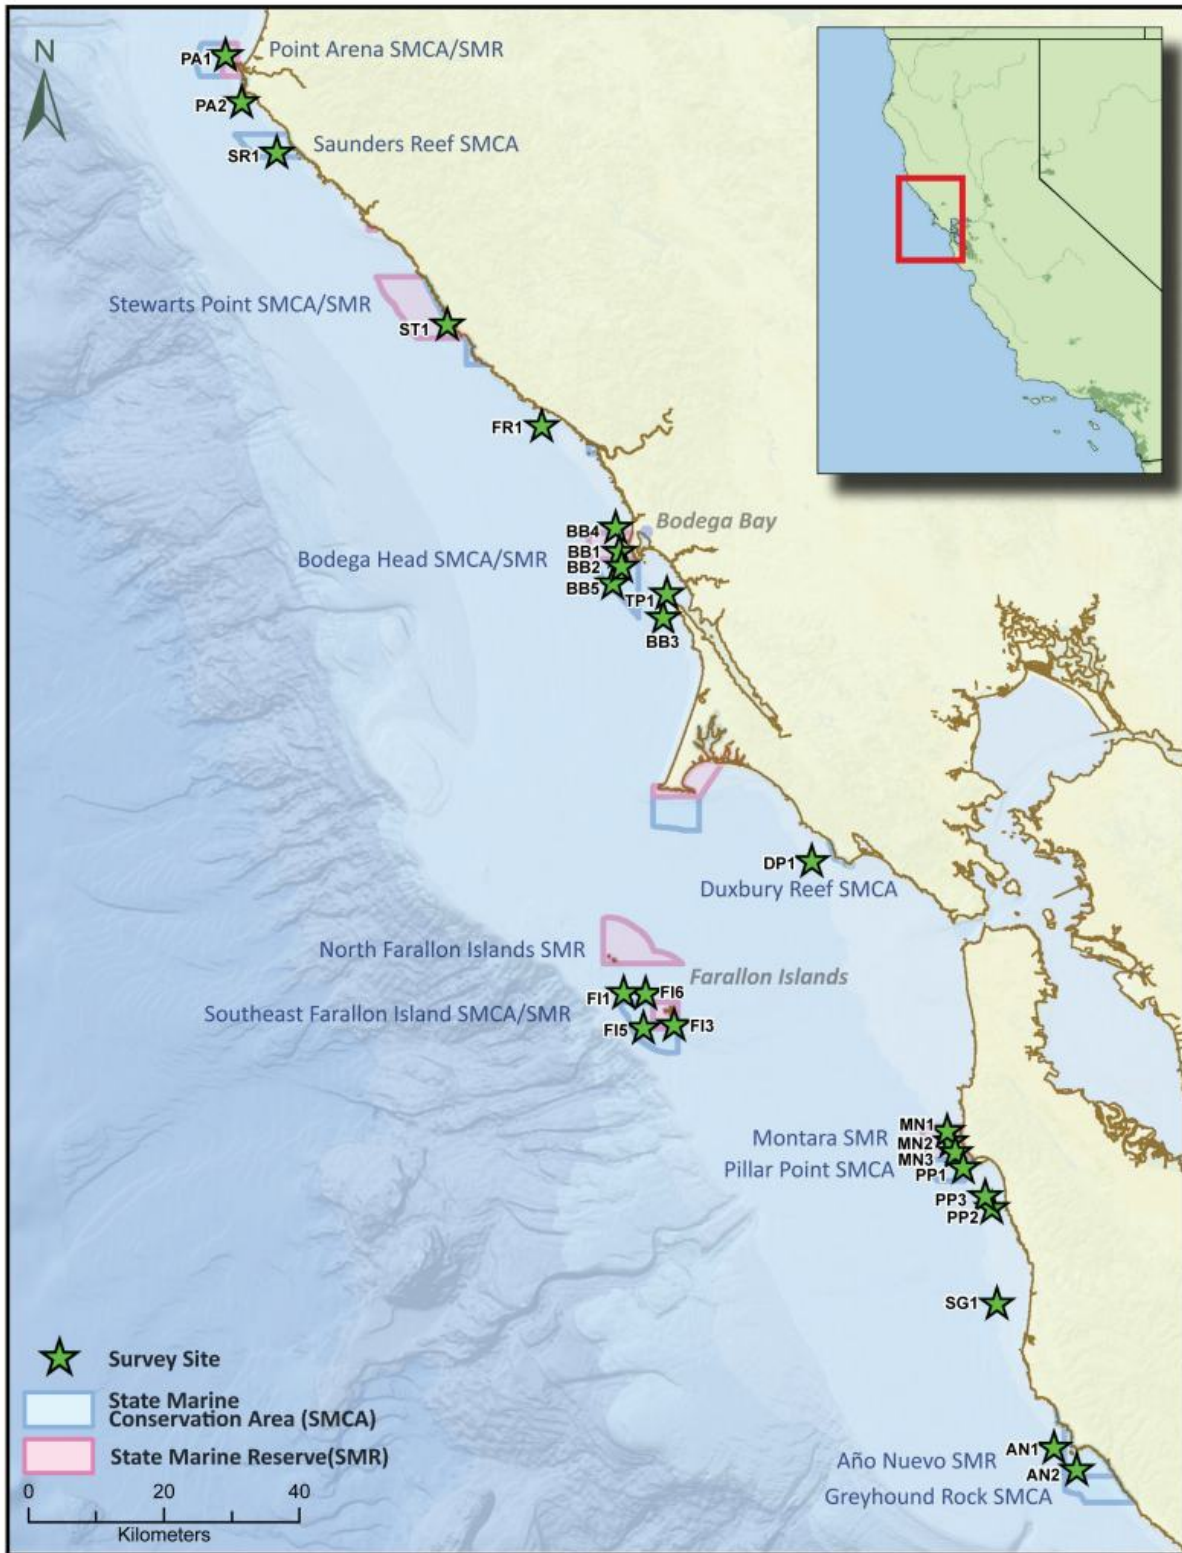 N
PA1
Point Arena SMCA/SMR
PA2
Saunders Reef SMCA
SR1
Stewarts Point SMCA/SMR
ST1
FR1
BB4
Bodega Bay
BB1
Bodega Head SMCA/SMR
BB2
BB5
TP1
BB3
DP1
Duxbury Reef SMCA
North Farallon Islands SMR
Farallon Islands
FI1
FI6
Southeast Farallon Island SMCA/SMR
FI5
FI3
MN1
Montara SMR
MN2
MN3
Pillar Point SMCA
PP1
PP3
PP2
SG1
Survey Site
State Marine
Conservation Area (SMCA)
State Marine Reserve(SMR)
AN1
Año Nuevo SMR
AN2
Greyhound Rock SMCA
0 20 40
Kilometers